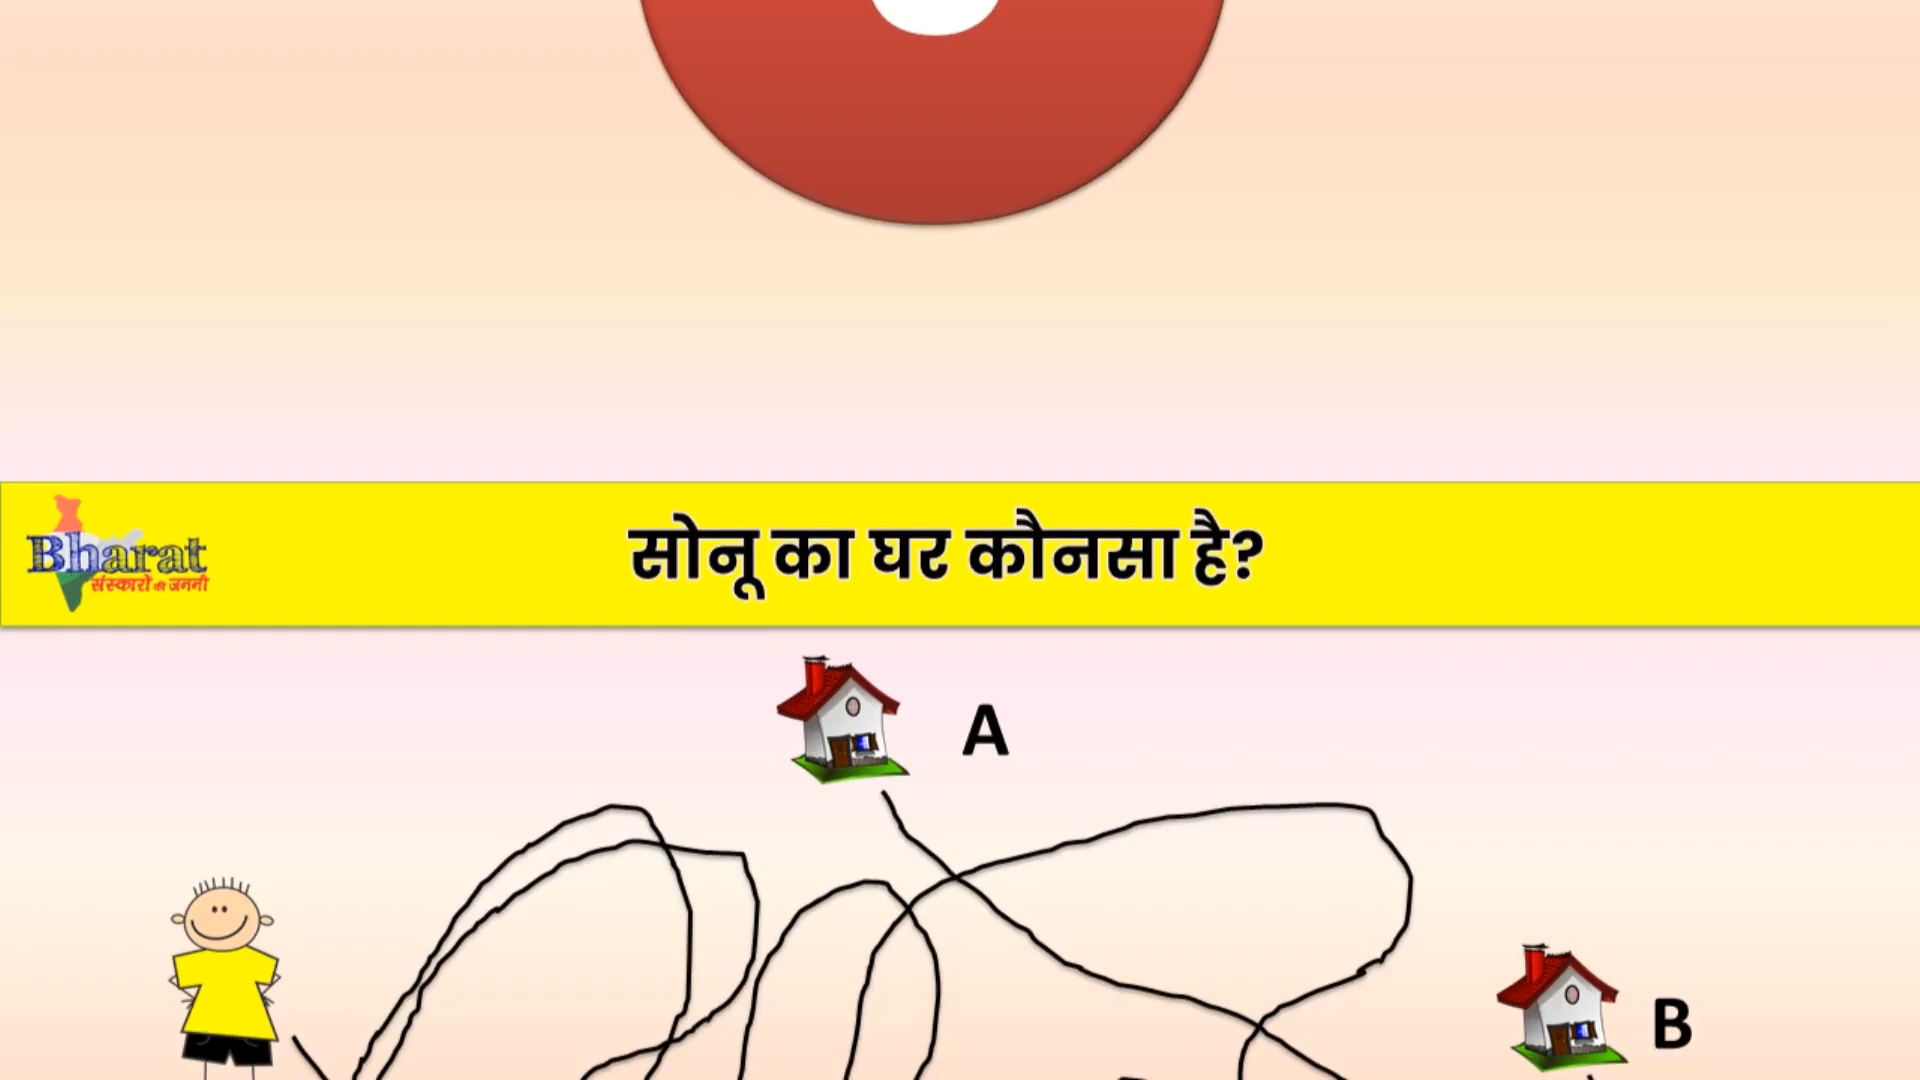 Bharat
संस्कारों की जननी
सोनू का घर कौनसा है?
A
B